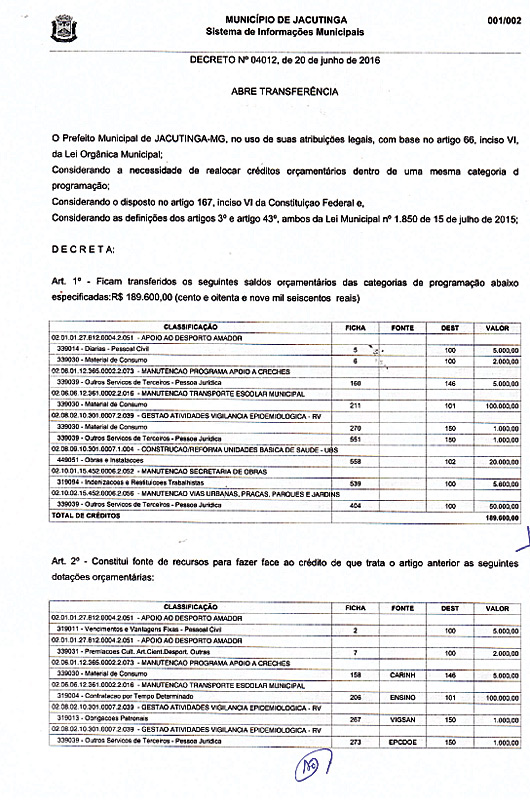 MUNICÍPIO DE JACUTINGA 001/002
Sistema de Informações Municipais
DECRETO Nº 04012, de 20 de junho de 2016
ABRE TRANSFERÊNCIA
O Prefeito Municipal de JACUTINGA-MG, no uso de suas atribuições legais, com base no artigo 66, inciso VI,
da Lei Orgânica Municipal;
Considerando a necessidade de realocar créditos orçamentários dentro de uma mesma categoria d
programação;
Considerando o disposto no artigo 167, inciso VI da Constituiçao Federal e,
Considerando as definições dos artigos 3º e artigo 43º, ambos da Lei Municipal nº 1.850 de 15 de julho de 2015;
D E C R E T A:
Art. 1º - Ficam transferidos os seguintes saldos orçamentários das categorias de programação abaixo
especificadas:R$ 189.600,00 (cento e oitenta e nove mil seiscentos reais)
CLASSIFICAÇÃO FICHA FONTE DEST VALOR
02.01.01.27.812.0004.2.051 - APOIO AO DESPORTO AMADOR
339014 - Diarias - Pessoal Civil 5 100 5.000,00
339030 - Material de Consumo 6 100 2.000,00
02.06.01.12.365.0002.2.073 - MANUTENCAO PROGRAMA APOIO A CRECHES
339039 - Outros Servicos de Terceiros - Pessoa Juridica 160 146 5.000,00
02.06.06.12.361.0002.2.016 - MANUTENCAO TRANSPORTE ESCOLAR MUNICIPAL
339030 - Material de Consumo 211 101 100.000,00
02.08.02.10.301.0007.2.039 - GESTAO ATIVIDADES VIGILANCIA EPIDEMIOLOGICA - RV
339030 - Material de Consumo 270 150 1.000,00
339039 - Outros Servicos de Terceiros - Pessoa Juridica 551 150 1.000,00
02.08.09.10.301.0007.1.004 - CONSTRUCAO/REFORMA UNIDADES BASICA DE SAUDE - UBS
449051 - Obras e Instalacoes 558 102 20.000,00
02.10.01.15.452.0006.2.052 - MANUTENCAO SECRETARIA DE OBRAS
319094 - Indenizacoes e Restituicoes Trabalhistas 539 100 5.600,00
02.10.02.15.452.0006.2.056 - MANUTENCAO VIAS URBANAS, PRACAS, PARQUES E JARDINS
339039 - Outros Servicos de Terceiros - Pessoa Juridica 404 100 50.000,00
TOTAL DE CRÉDITOS 189.600,00
Art. 2º - Constitui fonte de recursos para fazer face ao crédito de que trata o artigo anterior as seguintes
dotações orçamentárias:
CLASSIFICAÇÃO FICHA FONTE DEST VALOR
02.01.01.27.812.0004.2.051 - APOIO AO DESPORTO AMADOR
319011 - Vencimentos e Vantagens Fixas - Pessoal Civil 2 100 5.000,00
02.01.01.27.812.0004.2.051 - APOIO AO DESPORTO AMADOR
339031 - Premiacoes Cult. Art.Cient.Desport. Outras 7 100 2.000,00
02.06.01.12.365.0002.2.073 - MANUTENCAO PROGRAMA APOIO A CRECHES
339030 - Material de Consumo 158 CARINH 146 5.000,00
02.06.06.12.361.0002.2.016 - MANUTENCAO TRANSPORTE ESCOLAR MUNICIPAL
319004 - Contratacao por Tempo Determinado 206 ENSINO 101 100.000,00
02.08.02.10.301.0007.2.039 - GESTAO ATIVIDADES VIGILANCIA EPIDEMIOLOGICA - RV
319013 - Obrigacoes Patronais 267 VIGSAN 150 1.000,00
02.08.02.10.301.0007.2.039 - GESTAO ATIVIDADES VIGILANCIA EPIDEMIOLOGICA - RV
339039 - Outros Servicos de Terceiros - Pessoa Juridica 273 EPCDOE 150 1.000,00